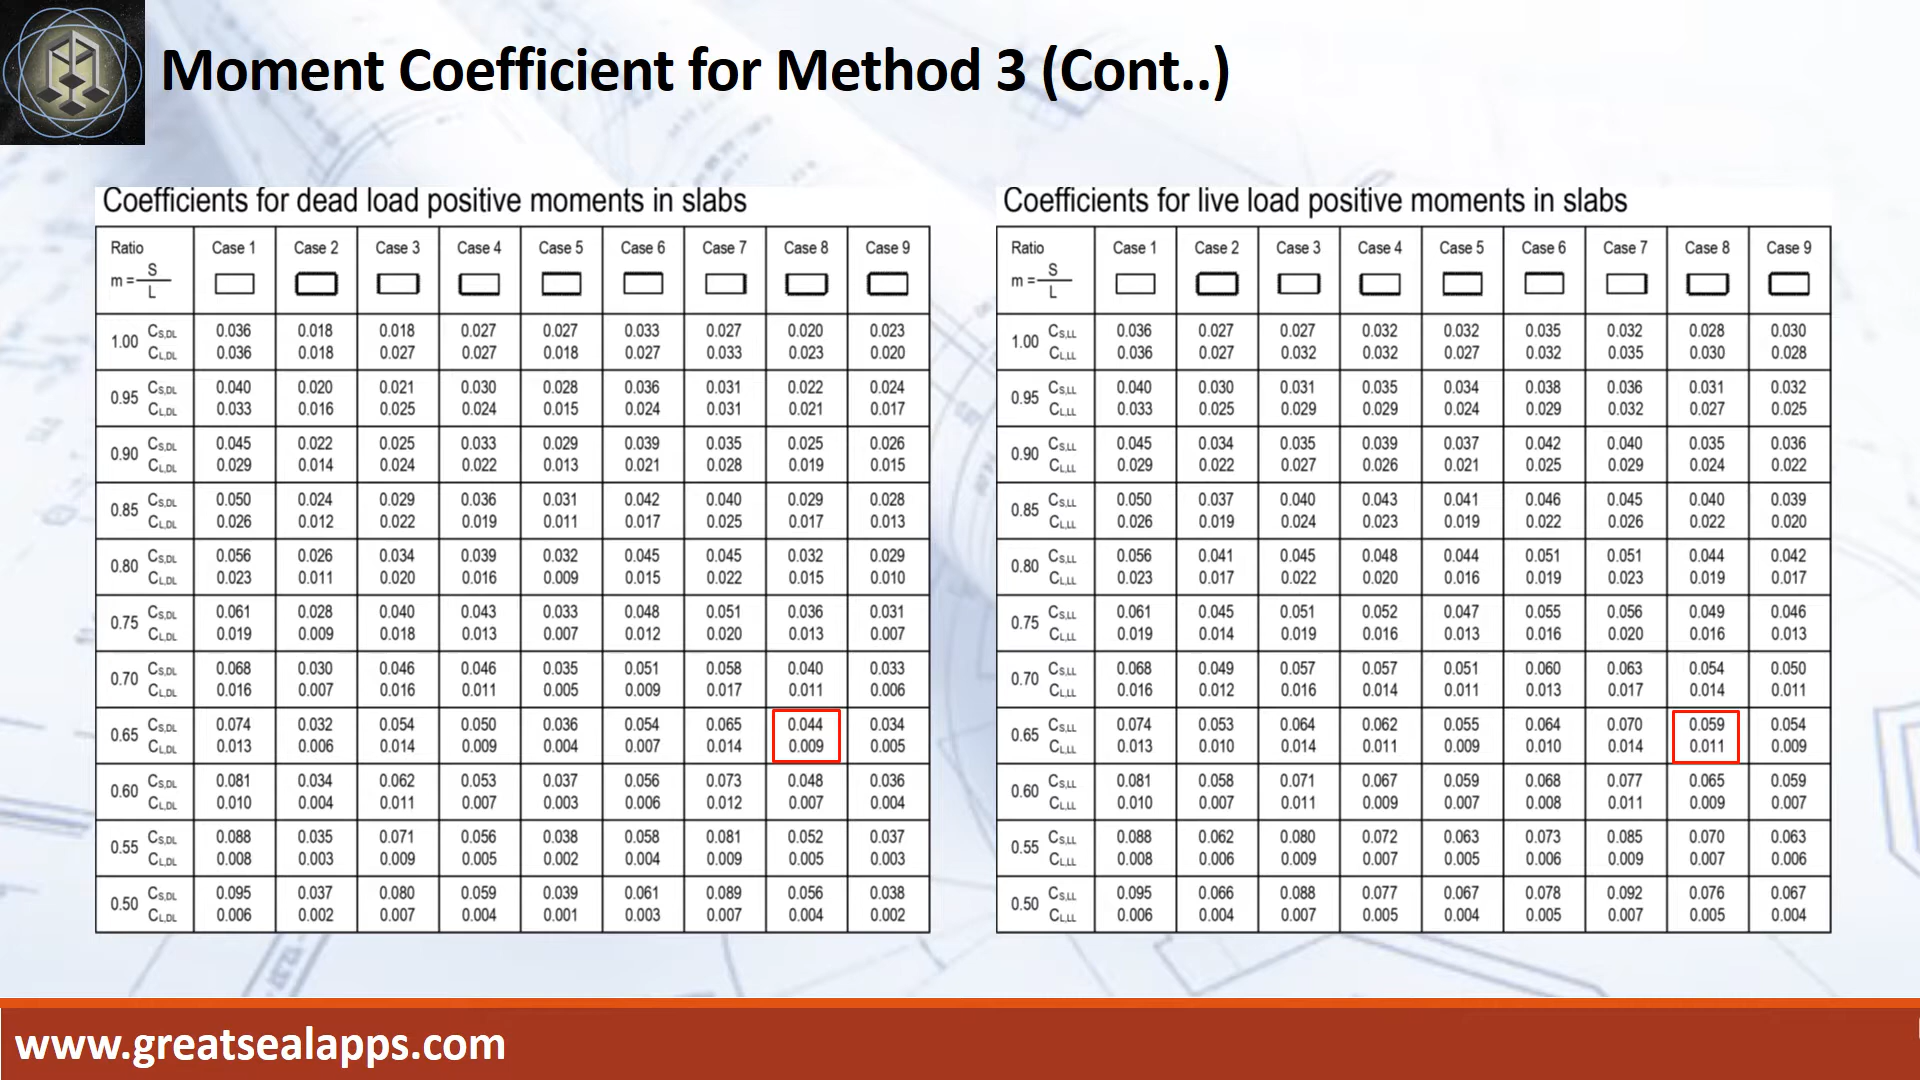 Moment Coefficient for Method 3 (Cont..)
Coefficients for dead load positive moments in slabs
Ratio m = S/L Case 1 Case 2 Case 3 Case 4 Case 5 Case 6 Case 7 Case 8 Case 9
1.00 CS,DL 0.036 0.018 0.018 0.027 0.027 0.033 0.027 0.020 0.023
CL,DL 0.036 0.018 0.027 0.027 0.018 0.027 0.033 0.023 0.020
0.95 CS,DL 0.040 0.020 0.021 0.030 0.028 0.036 0.031 0.022 0.024
CL,DL 0.033 0.016 0.025 0.024 0.015 0.024 0.031 0.021 0.017
0.90 CS,DL 0.045 0.022 0.025 0.033 0.029 0.039 0.035 0.025 0.026
CL,DL 0.029 0.014 0.024 0.022 0.013 0.021 0.028 0.019 0.015
0.85 CS,DL 0.050 0.024 0.029 0.036 0.031 0.042 0.040 0.029 0.028
CL,DL 0.026 0.012 0.022 0.019 0.011 0.017 0.025 0.017 0.013
0.80 CS,DL 0.056 0.026 0.034 0.039 0.032 0.045 0.045 0.032 0.029
CL,DL 0.023 0.011 0.020 0.016 0.009 0.015 0.022 0.015 0.010
0.75 CS,DL 0.061 0.028 0.040 0.043 0.033 0.048 0.051 0.036 0.031
CL,DL 0.019 0.009 0.018 0.013 0.007 0.012 0.020 0.013 0.007
0.70 CS,DL 0.068 0.030 0.046 0.046 0.035 0.051 0.058 0.040 0.033
CL,DL 0.016 0.007 0.016 0.011 0.005 0.009 0.017 0.011 0.006
0.65 CS,DL 0.074 0.032 0.054 0.050 0.036 0.054 0.065 0.044 0.034
CL,DL 0.013 0.006 0.014 0.009 0.004 0.007 0.014 0.009 0.005
0.60 CS,DL 0.081 0.034 0.062 0.053 0.037 0.056 0.073 0.048 0.036
CL,DL 0.010 0.004 0.011 0.007 0.003 0.006 0.012 0.007 0.004
0.55 CS,DL 0.088 0.035 0.071 0.056 0.038 0.058 0.081 0.052 0.037
CL,DL 0.008 0.003 0.009 0.005 0.002 0.004 0.009 0.005 0.003
0.50 CS,DL 0.095 0.037 0.080 0.059 0.039 0.061 0.089 0.056 0.038
CL,DL 0.006 0.002 0.007 0.004 0.001 0.003 0.007 0.004 0.002
Coefficients for live load positive moments in slabs
Ratio m = S/L Case 1 Case 2 Case 3 Case 4 Case 5 Case 6 Case 7 Case 8 Case 9
1.00 CS,LL 0.036 0.027 0.027 0.032 0.032 0.035 0.032 0.028 0.030
CL,LL 0.036 0.027 0.032 0.032 0.027 0.032 0.035 0.030 0.028
0.95 CS,LL 0.040 0.030 0.031 0.035 0.034 0.038 0.036 0.031 0.032
CL,LL 0.033 0.025 0.029 0.029 0.024 0.029 0.032 0.027 0.025
0.90 CS,LL 0.045 0.034 0.035 0.039 0.037 0.042 0.040 0.035 0.036
CL,LL 0.029 0.022 0.027 0.026 0.021 0.025 0.029 0.024 0.022
0.85 CS,LL 0.050 0.037 0.040 0.043 0.041 0.046 0.045 0.040 0.039
CL,LL 0.026 0.019 0.024 0.023 0.019 0.022 0.026 0.022 0.020
0.80 CS,LL 0.056 0.041 0.045 0.048 0.044 0.051 0.051 0.044 0.042
CL,LL 0.023 0.017 0.022 0.020 0.016 0.019 0.023 0.019 0.017
0.75 CS,LL 0.061 0.045 0.051 0.052 0.047 0.055 0.056 0.049 0.046
CL,LL 0.019 0.014 0.019 0.016 0.013 0.016 0.020 0.016 0.013
0.70 CS,LL 0.068 0.049 0.057 0.057 0.051 0.060 0.063 0.054 0.050
CL,LL 0.016 0.012 0.016 0.014 0.011 0.013 0.017 0.014 0.011
0.65 CS,LL 0.074 0.053 0.064 0.062 0.055 0.064 0.070 0.059 0.054
CL,LL 0.013 0.010 0.014 0.011 0.009 0.010 0.014 0.011 0.009
0.60 CS,LL 0.081 0.058 0.071 0.067 0.059 0.068 0.077 0.065 0.059
CL,LL 0.010 0.007 0.011 0.009 0.007 0.008 0.011 0.009 0.007
0.55 CS,LL 0.088 0.062 0.080 0.072 0.063 0.073 0.085 0.070 0.063
CL,LL 0.008 0.006 0.009 0.007 0.005 0.006 0.009 0.007 0.006
0.50 CS,LL 0.095 0.066 0.088 0.077 0.067 0.078 0.092 0.076 0.067
CL,LL 0.006 0.004 0.007 0.005 0.004 0.005 0.007 0.005 0.004
www.greatsealapps.com